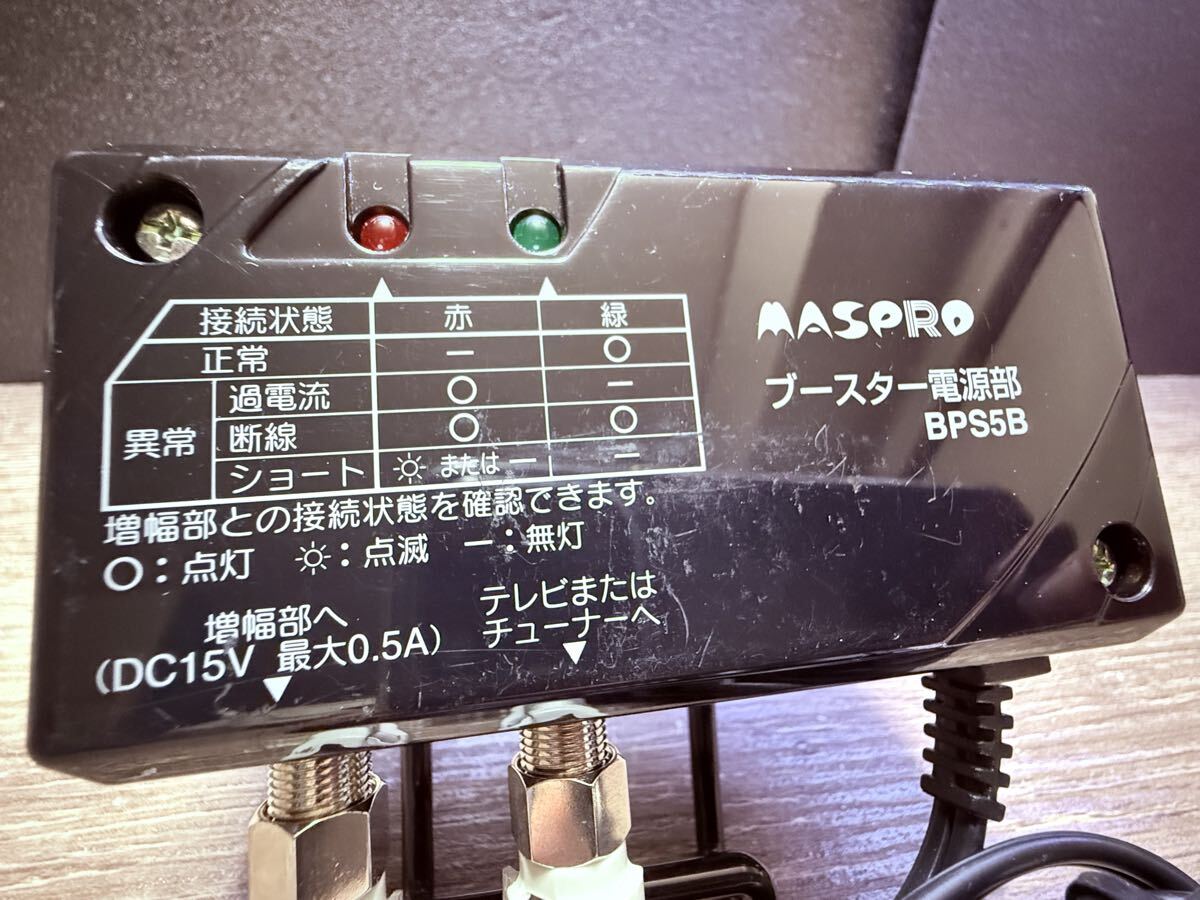 接続状態 赤 緑
正常 ー ○
異常
過電流 ○ ー
断線 ○ ○
ショート ☼ または ー ー
増幅部との接続状態を確認できます。
○：点灯 ☼：点滅 ー：無灯
増幅部へ
(DC15V 最大0.5A)
テレビまたは
チューナーへ
MASPRO
ブースター電源部
BPS5B